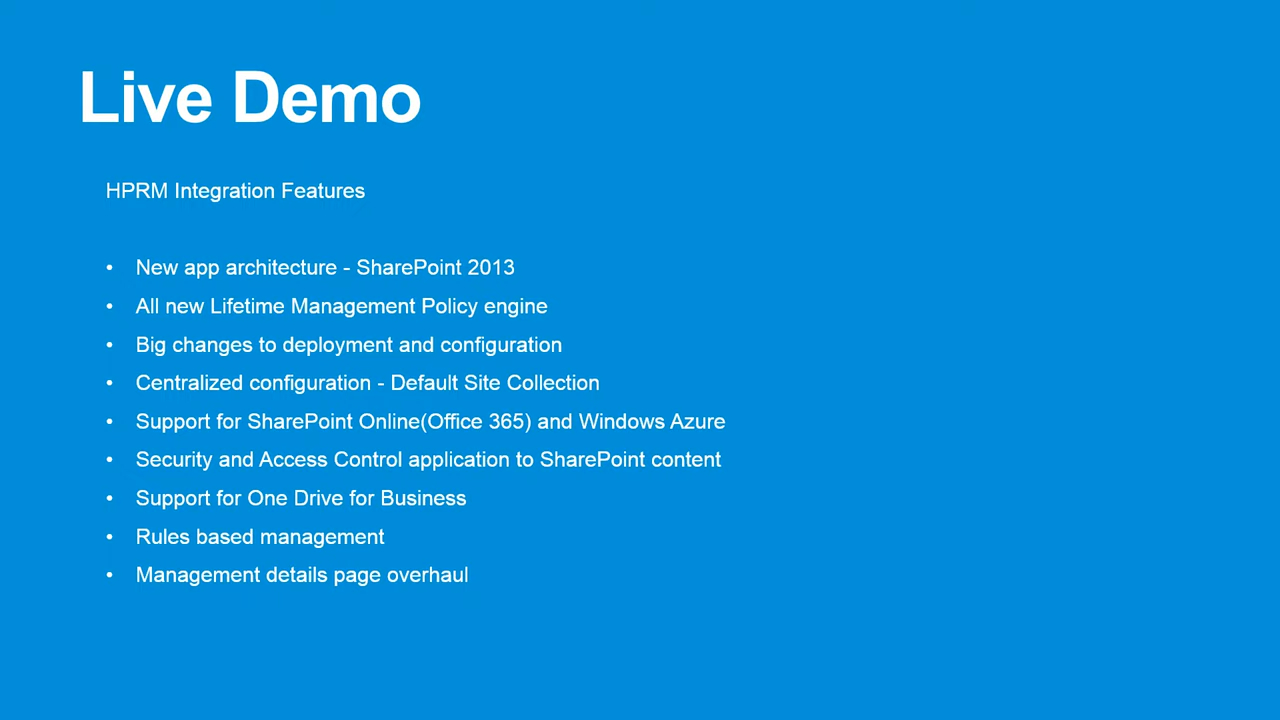 Live Demo
HPRM Integration Features
• New app architecture - SharePoint 2013
• All new Lifetime Management Policy engine
• Big changes to deployment and configuration
• Centralized configuration - Default Site Collection
• Support for SharePoint Online(Office 365) and Windows Azure
• Security and Access Control application to SharePoint content
• Support for One Drive for Business
• Rules based management
• Management details page overhaul